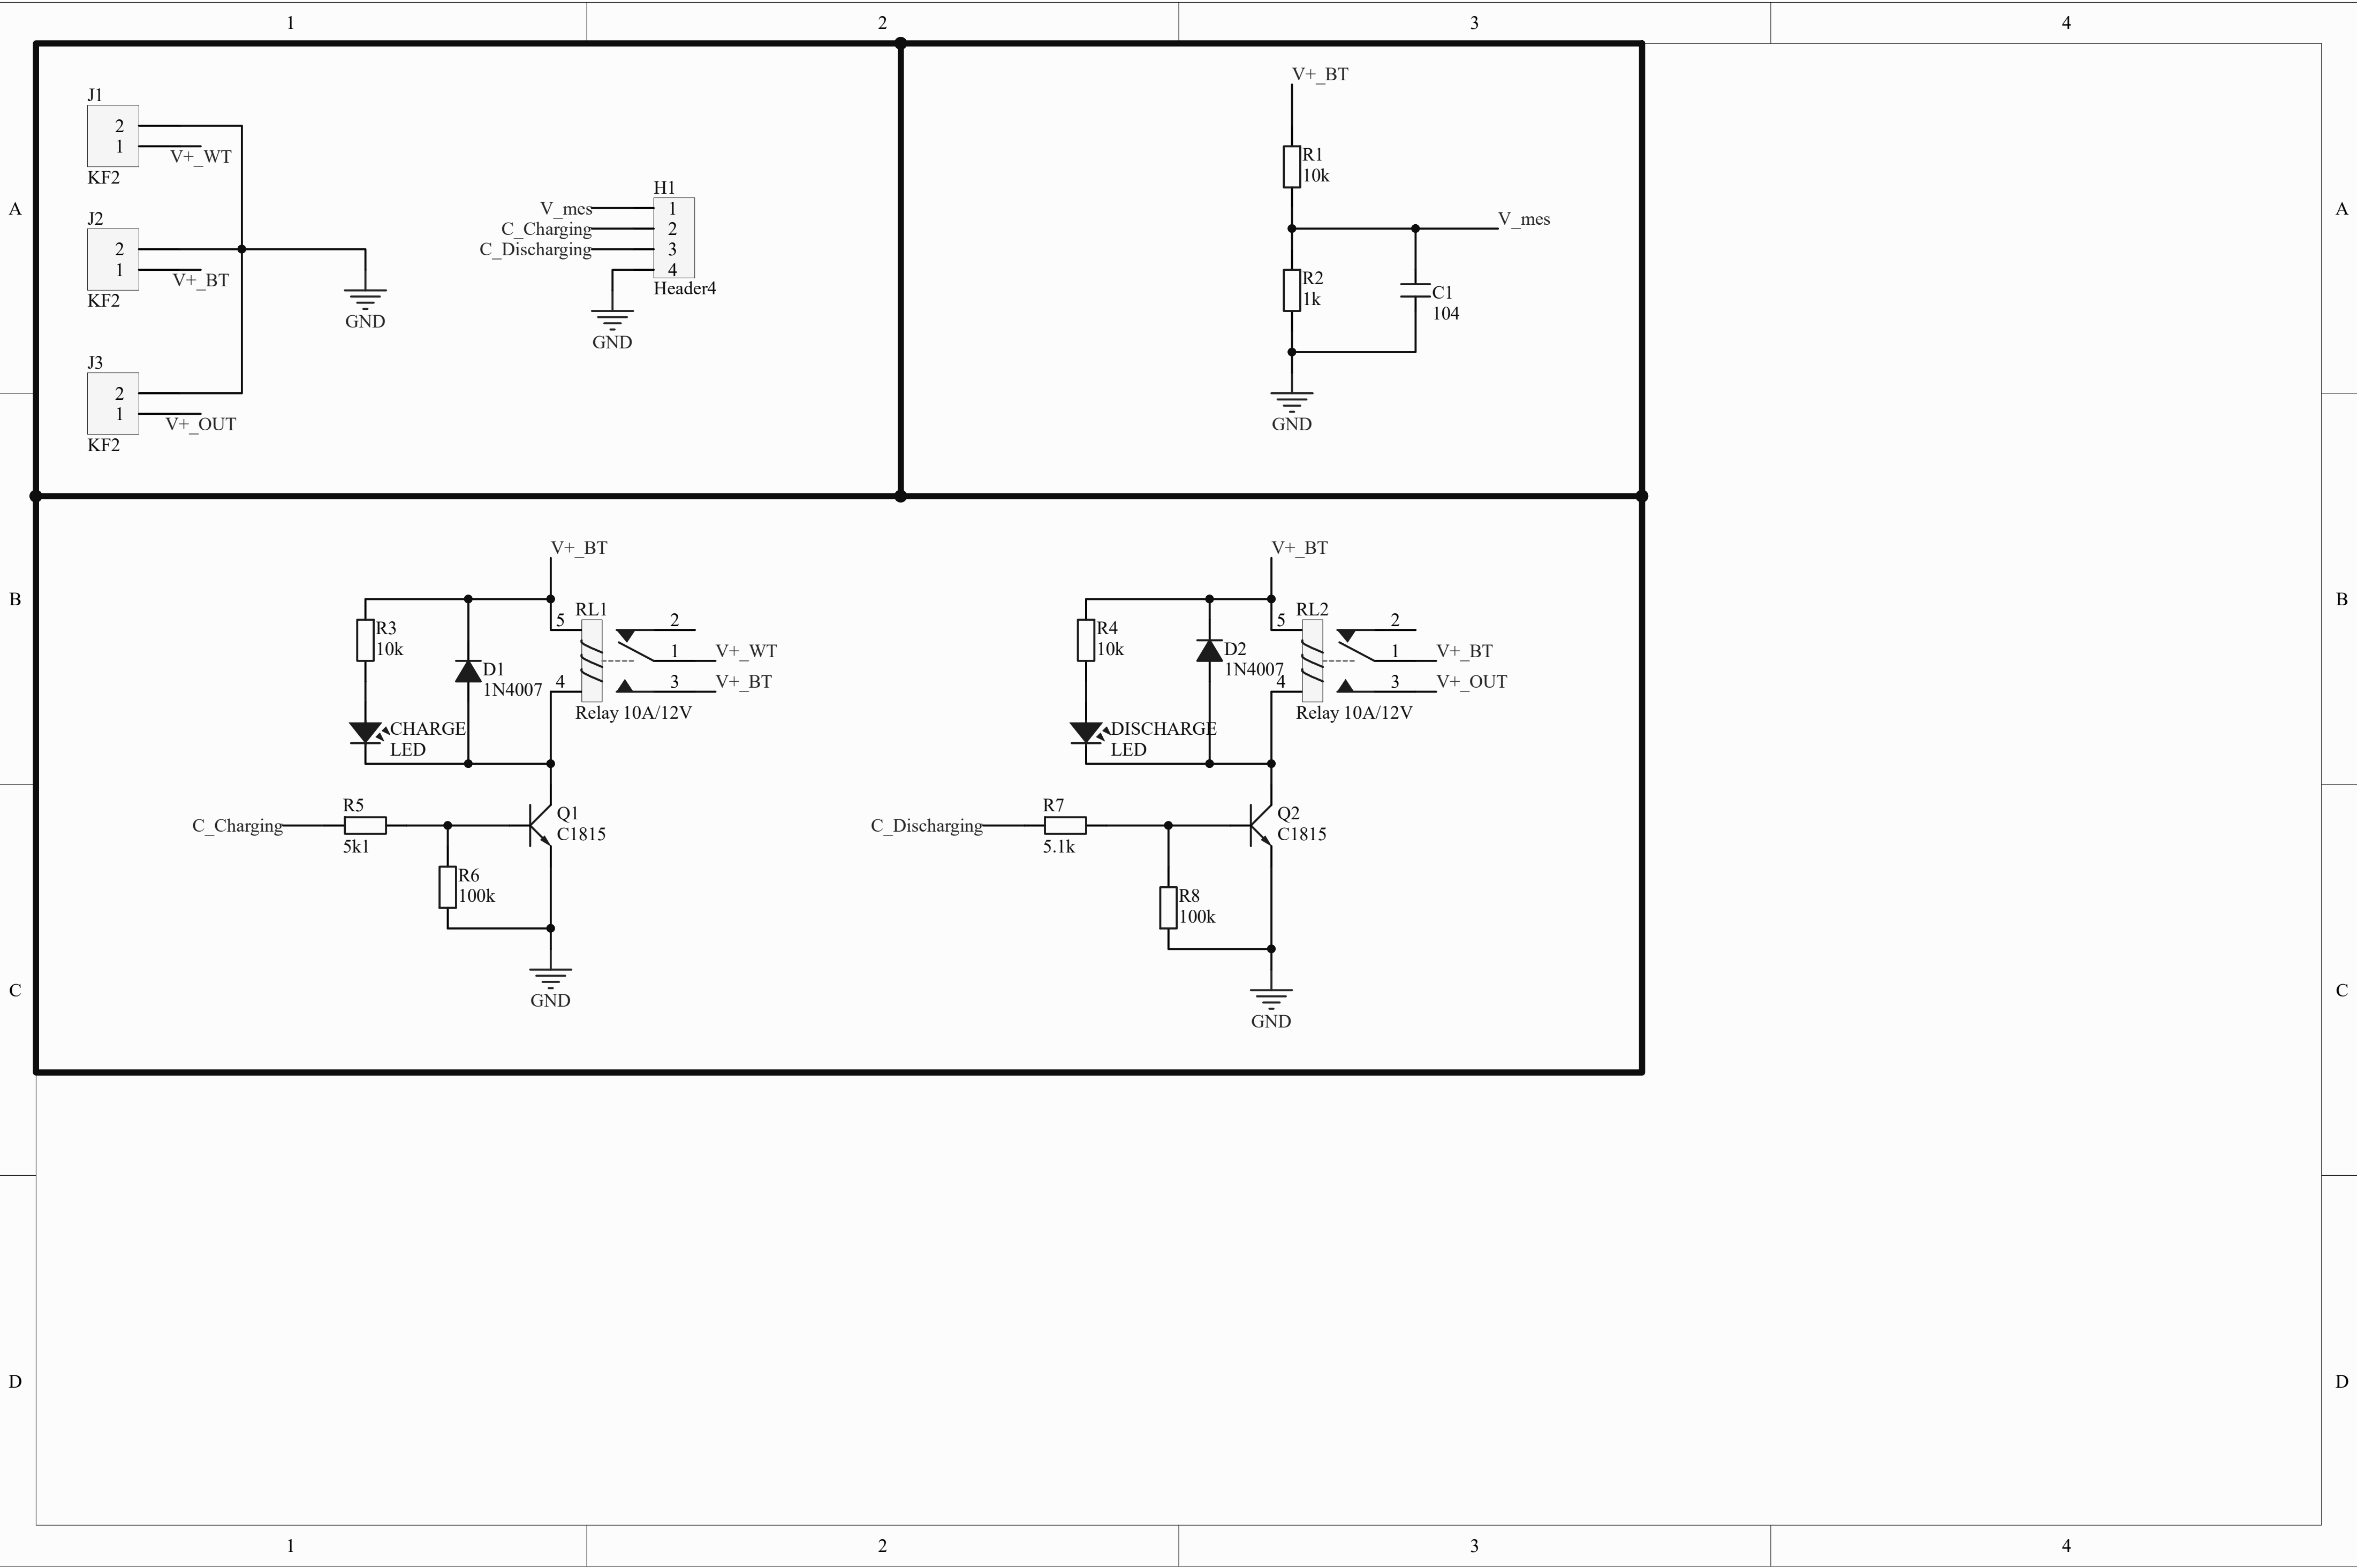 1 2 3 4
A A
B B
C C
D D
J1
2
1
V+_WT
KF2
J2
2
1
V+_BT
KF2
GND
J3
2
1
V+_OUT
KF2
H1
V_mes 1
C_Charging 2
C_Discharging 3
4
Header4
GND
V+_BT
R1
10k
V_mes
R2
1k
C1
104
GND
V+_BT
RL1
5
2
R3
10k
1 V+_WT
D1
1N4007
4
3 V+_BT
Relay 10A/12V
CHARGE
LED
R5
C_Charging
5k1
Q1
C1815
R6
100k
GND
V+_BT
RL2
5
2
R4
10k
1 V+_BT
D2
1N4007
4
3 V+_OUT
Relay 10A/12V
DISCHARGE
LED
R7
C_Discharging
5.1k
Q2
C1815
R8
100k
GND
1 2 3 4